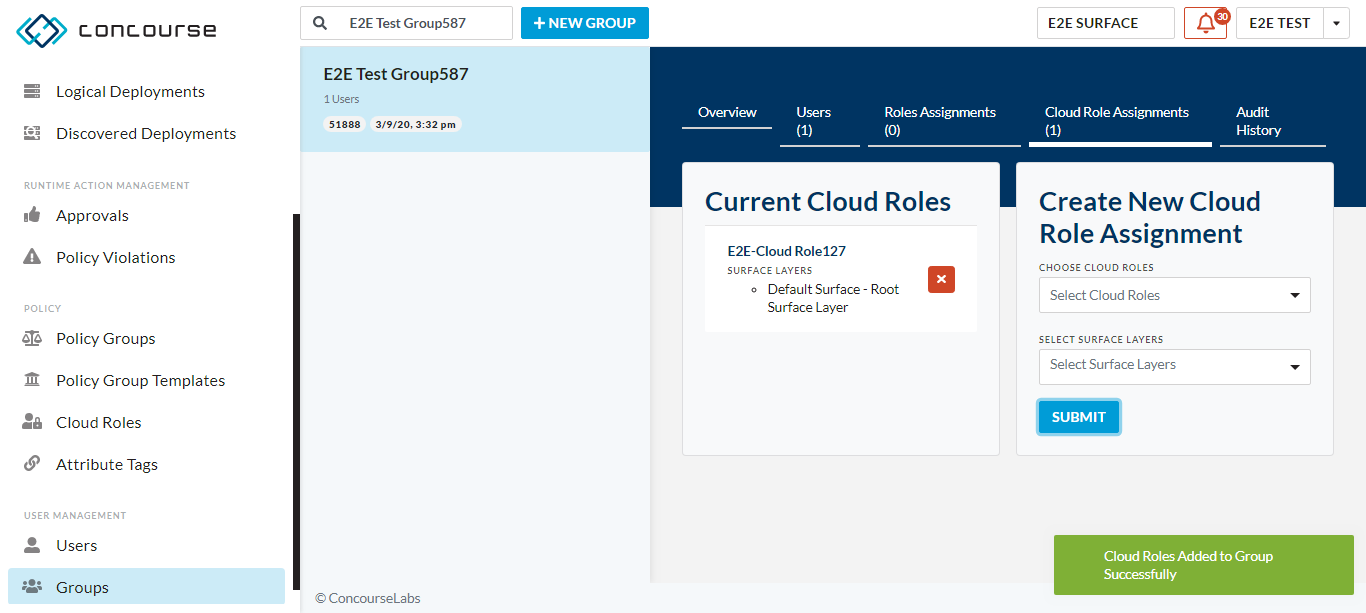 concourse
E2E Test Group587
+ NEW GROUP
E2E SURFACE
30
E2E TEST
Logical Deployments
Discovered Deployments
RUNTIME ACTION MANAGEMENT
Approvals
Policy Violations
POLICY
Policy Groups
Policy Group Templates
Cloud Roles
Attribute Tags
USER MANAGEMENT
Users
Groups
E2E Test Group587
1 Users
51888 3/9/20, 3:32 pm
Overview
Users
(1)
Roles Assignments
(0)
Cloud Role Assignments
(1)
Audit
History
Current Cloud Roles
E2E-Cloud Role127
SURFACE LAYERS
Default Surface - Root
Surface Layer
Create New Cloud
Role Assignment
CHOOSE CLOUD ROLES
Select Cloud Roles
SELECT SURFACE LAYERS
Select Surface Layers
SUBMIT
Cloud Roles Added to Group
Successfully
© ConcourseLabs